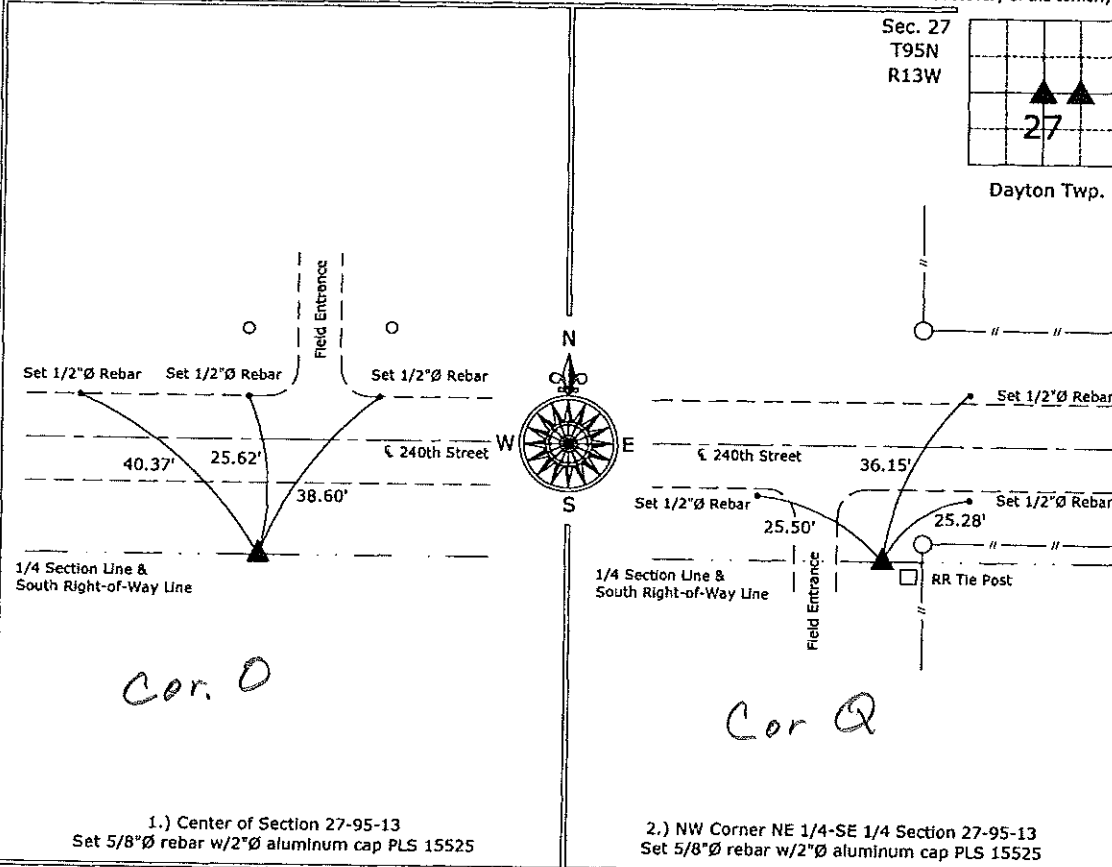 Sec. 27
T95N
R13W
27
Dayton Twp.
Field Entrance
Set 1/2"Ø Rebar
Set 1/2"Ø Rebar
Set 1/2"Ø Rebar
40.37'
25.62'
38.60'
℄ 240th Street
1/4 Section Line &
South Right-of-Way Line
Cor. O
1.) Center of Section 27-95-13
Set 5/8"Ø rebar w/2"Ø aluminum cap PLS 15525
N
W
E
S
Set 1/2"Ø Rebar
℄ 240th Street
36.15'
Set 1/2"Ø Rebar
25.50'
25.28'
Set 1/2"Ø Rebar
1/4 Section Line &
South Right-of-Way Line
Field Entrance
RR Tie Post
Cor Q
2.) NW Corner NE 1/4-SE 1/4 Section 27-95-13
Set 5/8"Ø rebar w/2"Ø aluminum cap PLS 15525